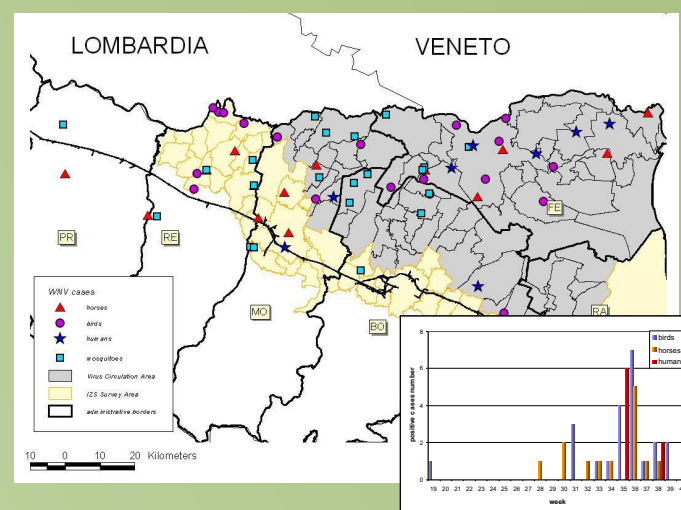 LOMBARDIA
VENETO
FE
PR
RE
MO
BO
RA
WNV cases
horses
birds
humans
mosquitoes
Virus Circulation Area
IZS Survey Area
administrative borders
10 0 10 20 Kilometers
birds
horses
human
positive cases number
8
6
4
2
0
19 20 21 22 23 24 25 26 27 28 29 30 31 32 33 34 35 36 37 38 39 4
week